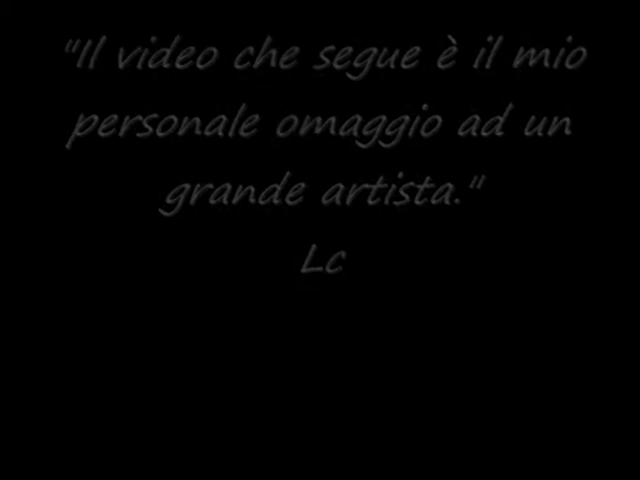 "Il video che segue è il mio
personale omaggio ad un
grande artista."
Lc